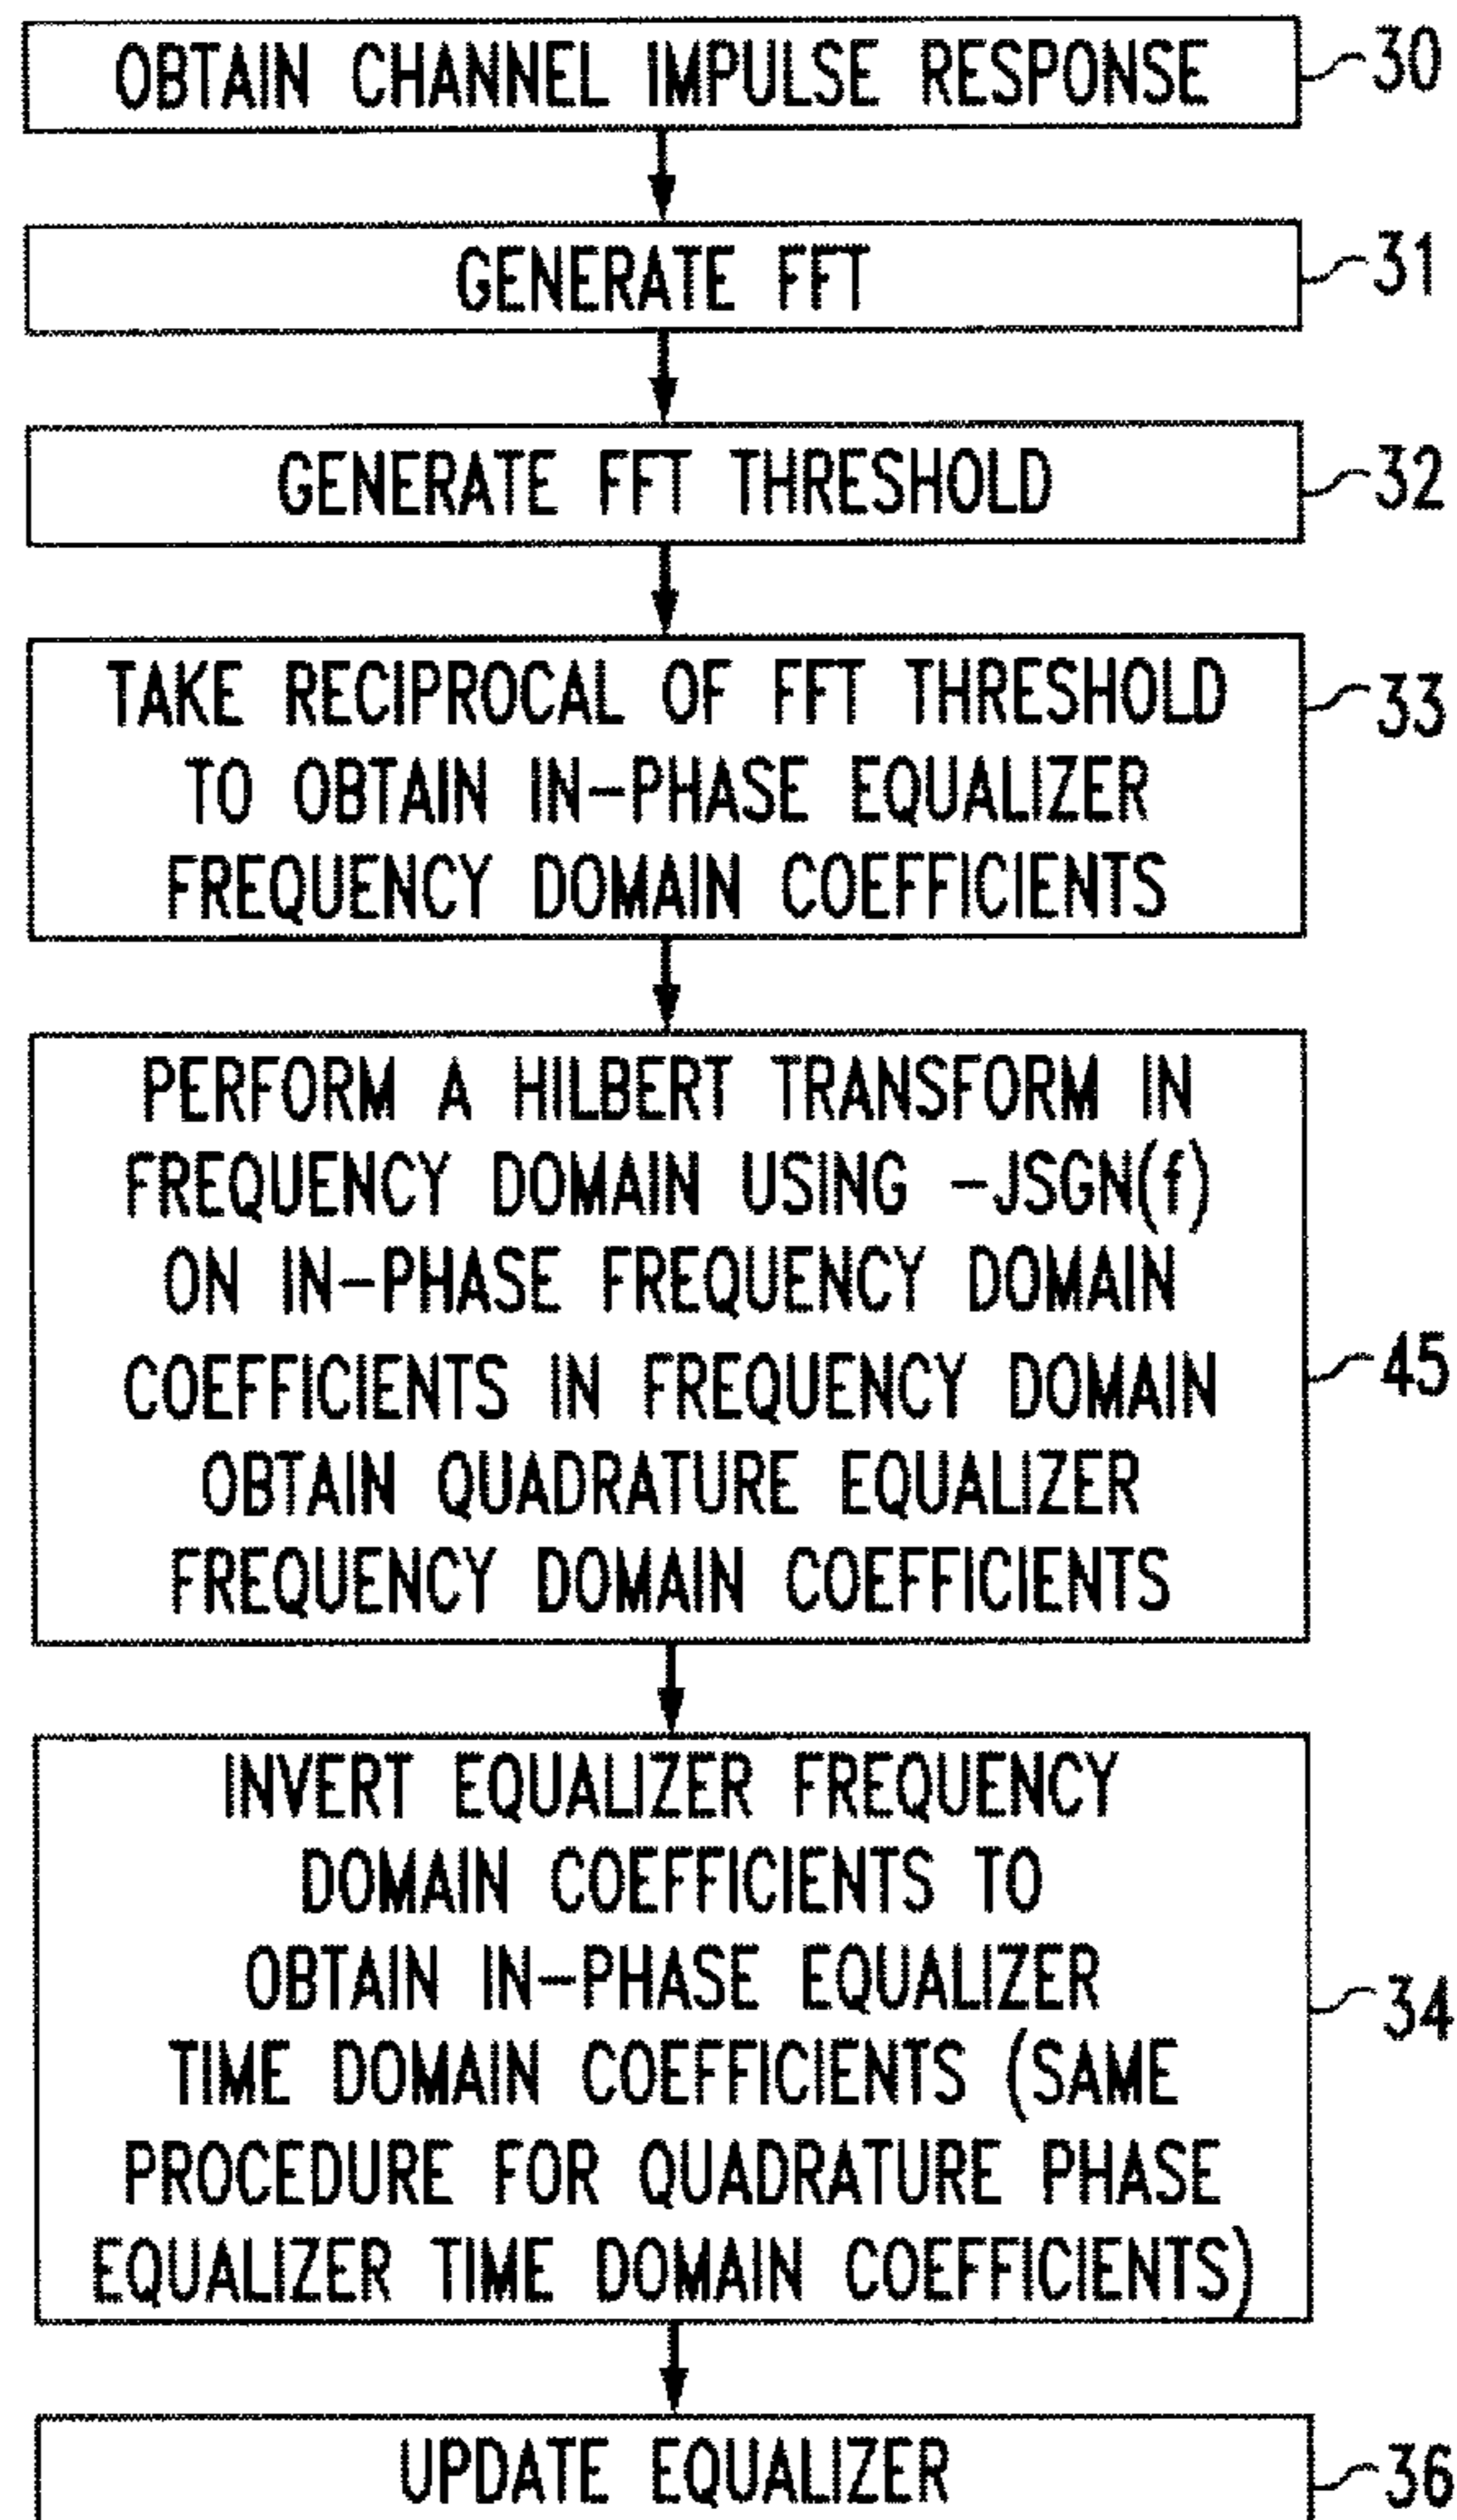 OBTAIN CHANNEL IMPULSE RESPONSE 30
GENERATE FFT 31
GENERATE FFT THRESHOLD 32
TAKE RECIPROCAL OF FFT THRESHOLD 33
TO OBTAIN IN-PHASE EQUALIZER
FREQUENCY DOMAIN COEFFICIENTS
PERFORM A HILBERT TRANSFORM IN
FREQUENCY DOMAIN USING -JSGN(f)
ON IN-PHASE FREQUENCY DOMAIN
COEFFICIENTS IN FREQUENCY DOMAIN 45
OBTAIN QUADRATURE EQUALIZER
FREQUENCY DOMAIN COEFFICIENTS
INVERT EQUALIZER FREQUENCY
DOMAIN COEFFICIENTS TO
OBTAIN IN-PHASE EQUALIZER 34
TIME DOMAIN COEFFICIENTS (SAME
PROCEDURE FOR QUADRATURE PHASE
EQUALIZER TIME DOMAIN COEFFICIENTS)
UPDATE EQUALIZER 36